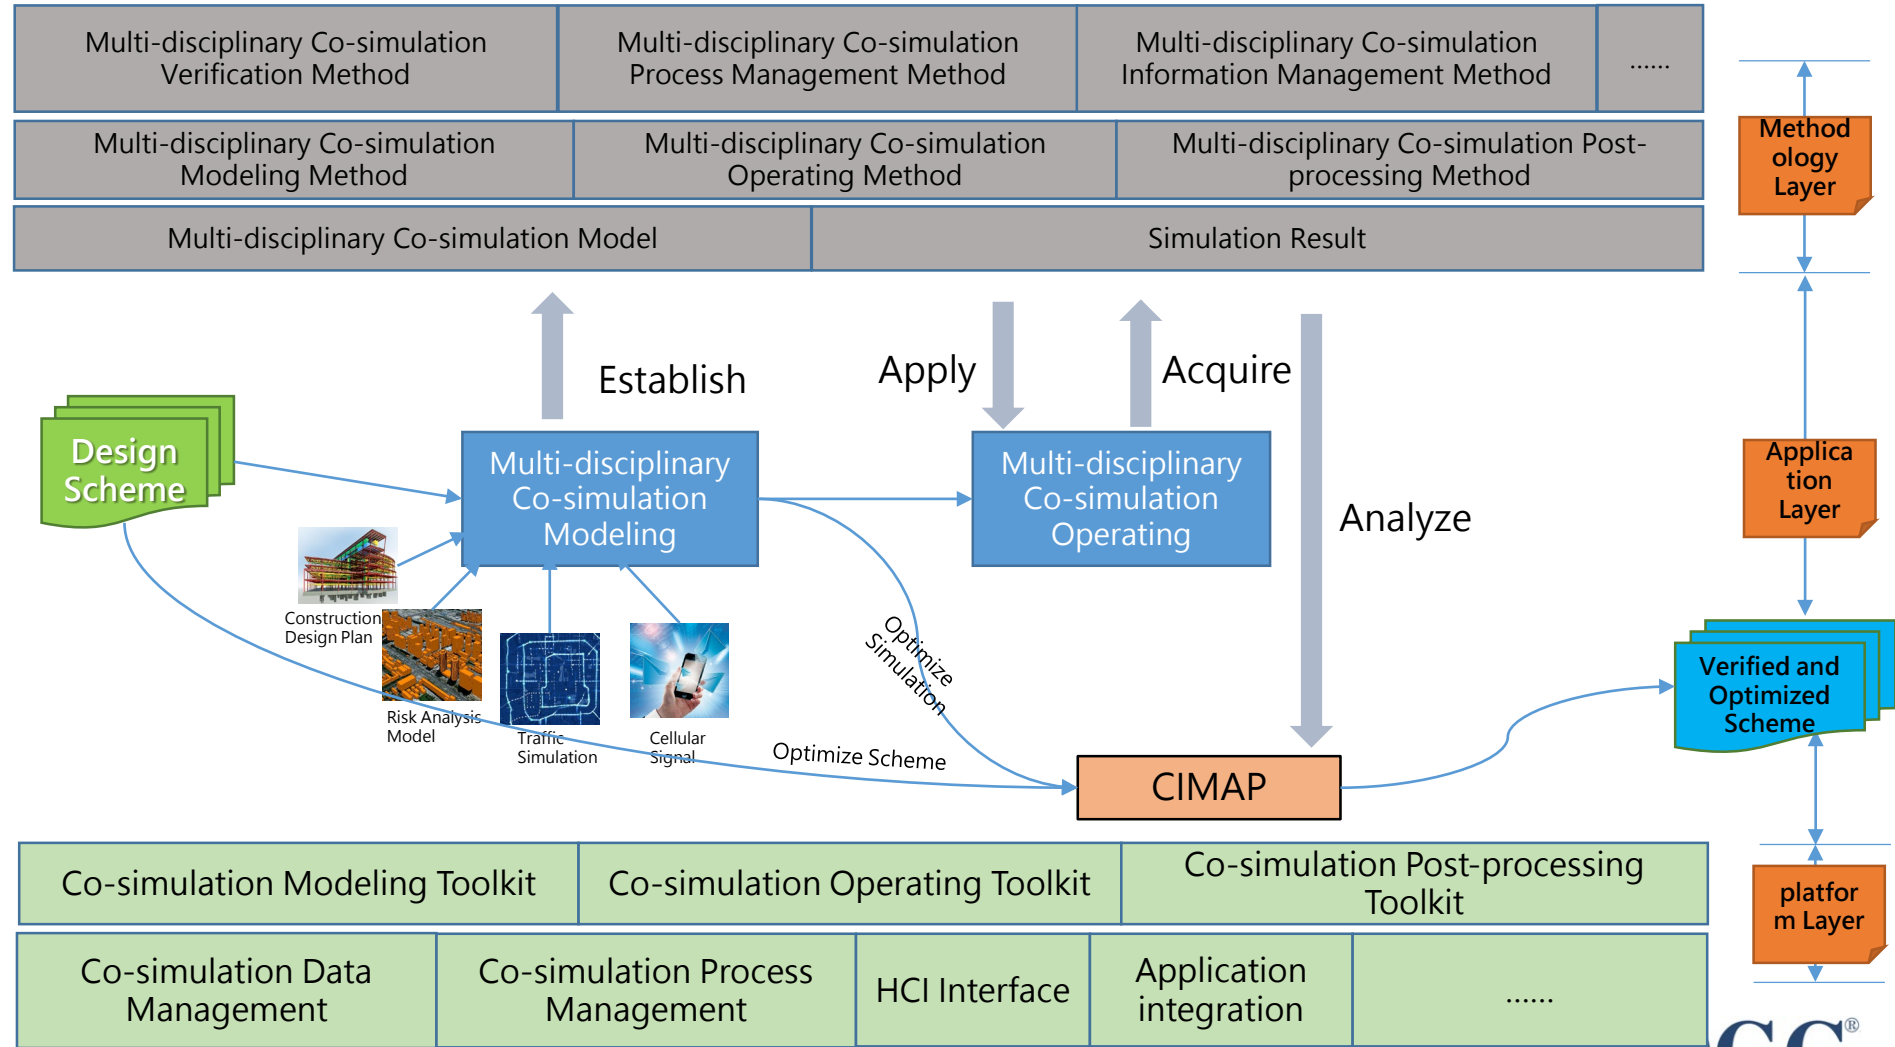 Multi-disciplinary Co-simulation
Verification Method
Multi-disciplinary Co-simulation
Process Management Method
Multi-disciplinary Co-simulation
Information Management Method
......
Multi-disciplinary Co-simulation
Modeling Method
Multi-disciplinary Co-simulation
Operating Method
Multi-disciplinary Co-simulation Post-
processing Method
Multi-disciplinary Co-simulation Model
Simulation Result
Method
ology
Layer
Establish
Apply
Acquire
Analyze
Design
Scheme
Multi-disciplinary
Co-simulation
Modeling
Multi-disciplinary
Co-simulation
Operating
Applica
tion
Layer
Construction
Design Plan
Risk Analysis
Model
Traffic
Simulation
Cellular
Signal
Optimize
Simulation
Optimize Scheme
CIMAP
Verified and
Optimized
Scheme
Co-simulation Modeling Toolkit
Co-simulation Operating Toolkit
Co-simulation Post-processing
Toolkit
platfor
m Layer
Co-simulation Data
Management
Co-simulation Process
Management
HCI Interface
Application
integration
......